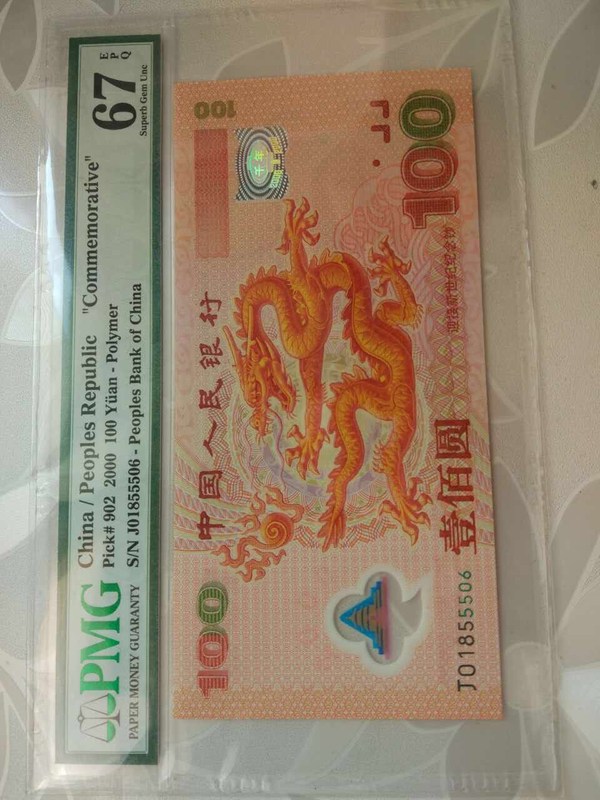 PMG
PAPER MONEY GUARANTY
China / Peoples Republic "Commemorative"
Pick# 902 2000 100 Yüan - Polymer
S/N J01855506 - Peoples Bank of China
67 EPQ
Superb Gem Unc
100
中国人民银行
100
千年
迎接新世纪纪念钞
壹佰圆
100
J01855506